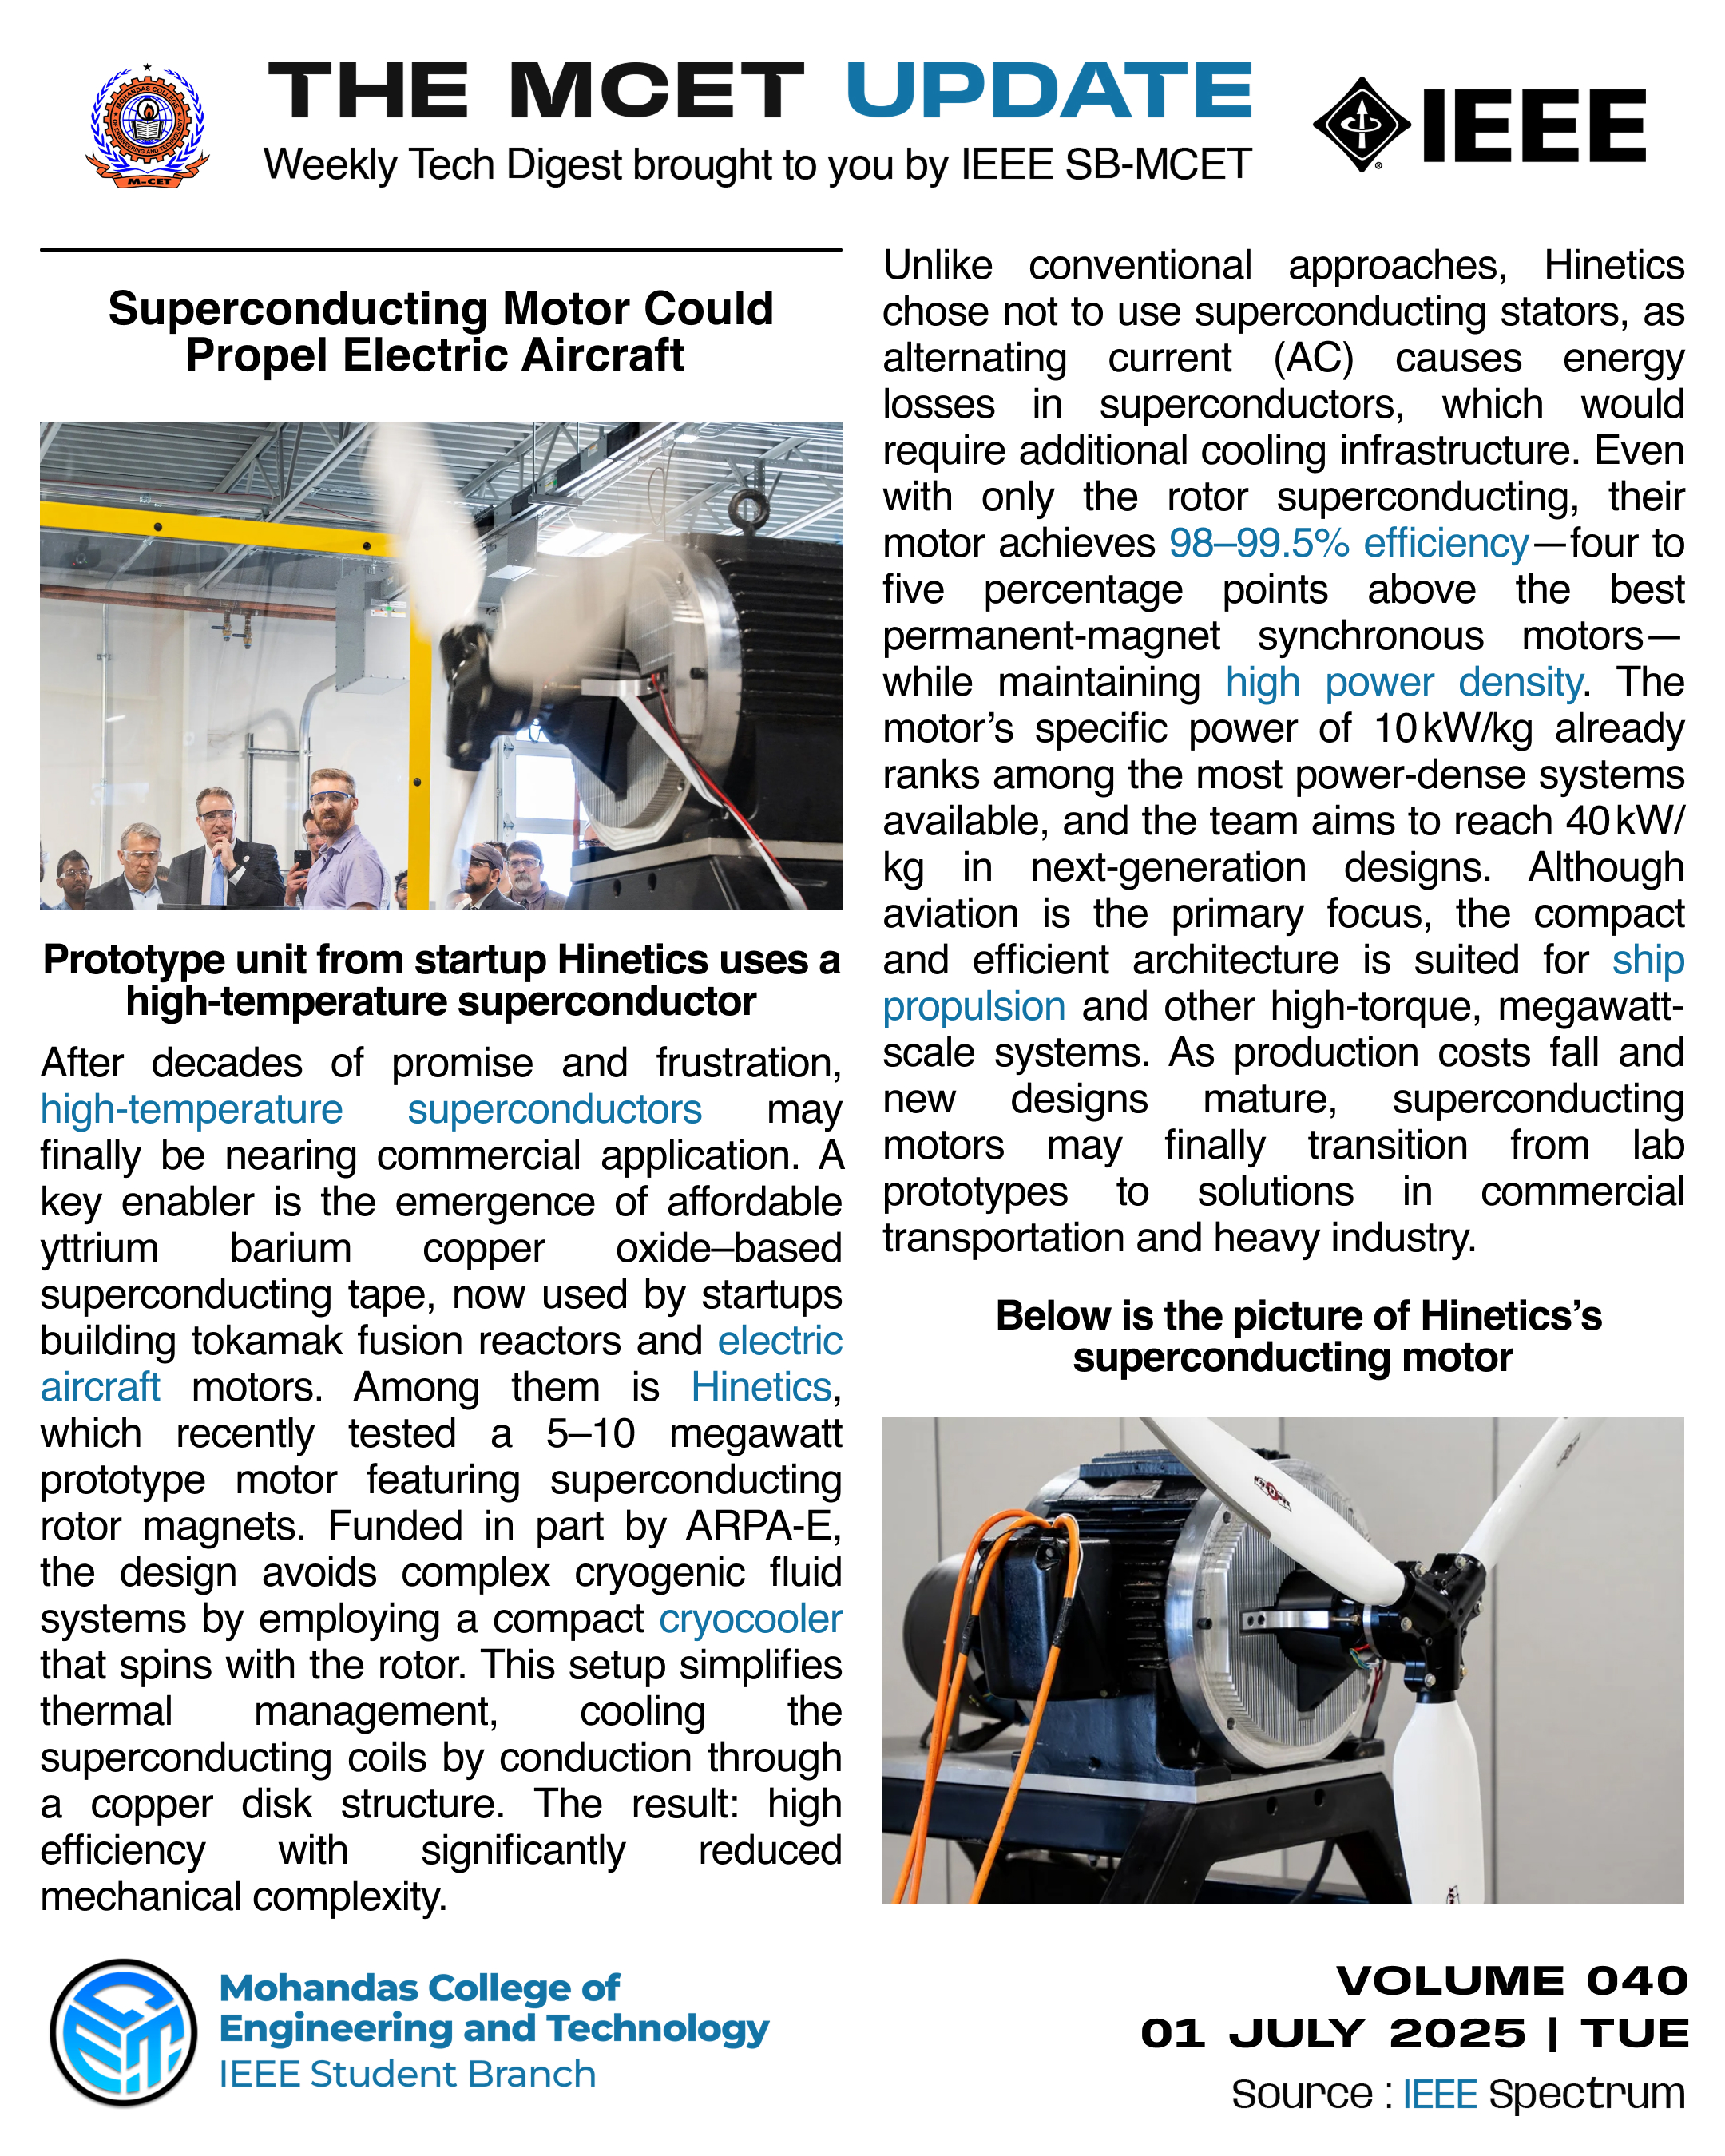 MOHANDAS COLLEGE
OF ENGINEERING AND TECHNOLOGY
M-CET
THE MCET UPDATE
Weekly Tech Digest brought to you by IEEE SB-MCET
IEEE
Superconducting Motor Could
Propel Electric Aircraft
Prototype unit from startup Hinetics uses a
high-temperature superconductor
After decades of promise and frustration,
high-temperature superconductors may
finally be nearing commercial application. A
key enabler is the emergence of affordable
yttrium barium copper oxide–based
superconducting tape, now used by startups
building tokamak fusion reactors and electric
aircraft motors. Among them is Hinetics,
which recently tested a 5–10 megawatt
prototype motor featuring superconducting
rotor magnets. Funded in part by ARPA-E,
the design avoids complex cryogenic fluid
systems by employing a compact cryocooler
that spins with the rotor. This setup simplifies
thermal management, cooling the
superconducting coils by conduction through
a copper disk structure. The result: high
efficiency with significantly reduced
mechanical complexity.
Unlike conventional approaches, Hinetics
chose not to use superconducting stators, as
alternating current (AC) causes energy
losses in superconductors, which would
require additional cooling infrastructure. Even
with only the rotor superconducting, their
motor achieves 98–99.5% efficiency—four to
five percentage points above the best
permanent-magnet synchronous motors—
while maintaining high power density. The
motor’s specific power of 10 kW/kg already
ranks among the most power-dense systems
available, and the team aims to reach 40 kW/
kg in next-generation designs. Although
aviation is the primary focus, the compact
and efficient architecture is suited for ship
propulsion and other high-torque, megawatt-
scale systems. As production costs fall and
new designs mature, superconducting
motors may finally transition from lab
prototypes to solutions in commercial
transportation and heavy industry.
Below is the picture of Hinetics’s
superconducting motor
Mohandas College of
Engineering and Technology
IEEE Student Branch
VOLUME 040
01 JULY 2025 | TUE
Source : IEEE Spectrum